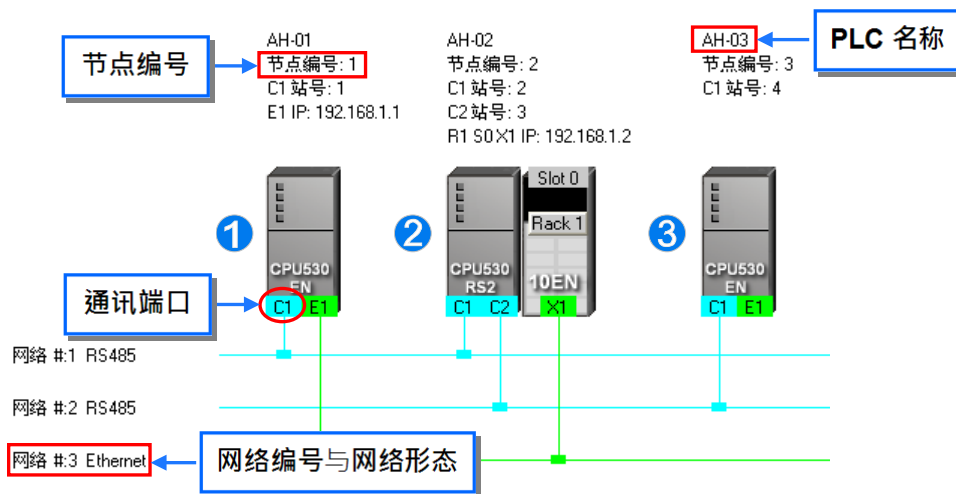 节点编号
AH-01
节点编号: 1
C1 站号: 1
E1 IP: 192.168.1.1
AH-02
节点编号: 2
C1 站号: 2
C2 站号: 3
R1 S0 X1 IP: 192.168.1.2
AH-03
节点编号: 3
C1 站号: 4
PLC 名称
1
CPU530
EN
C1 E1
2
CPU530
RS2
C1 C2
Slot 0
Rack 1
10EN
X1
3
CPU530
EN
C1 E1
通讯端口
网络 #:1 RS485
网络 #:2 RS485
网络 #:3 Ethernet
网络编号与网络形态